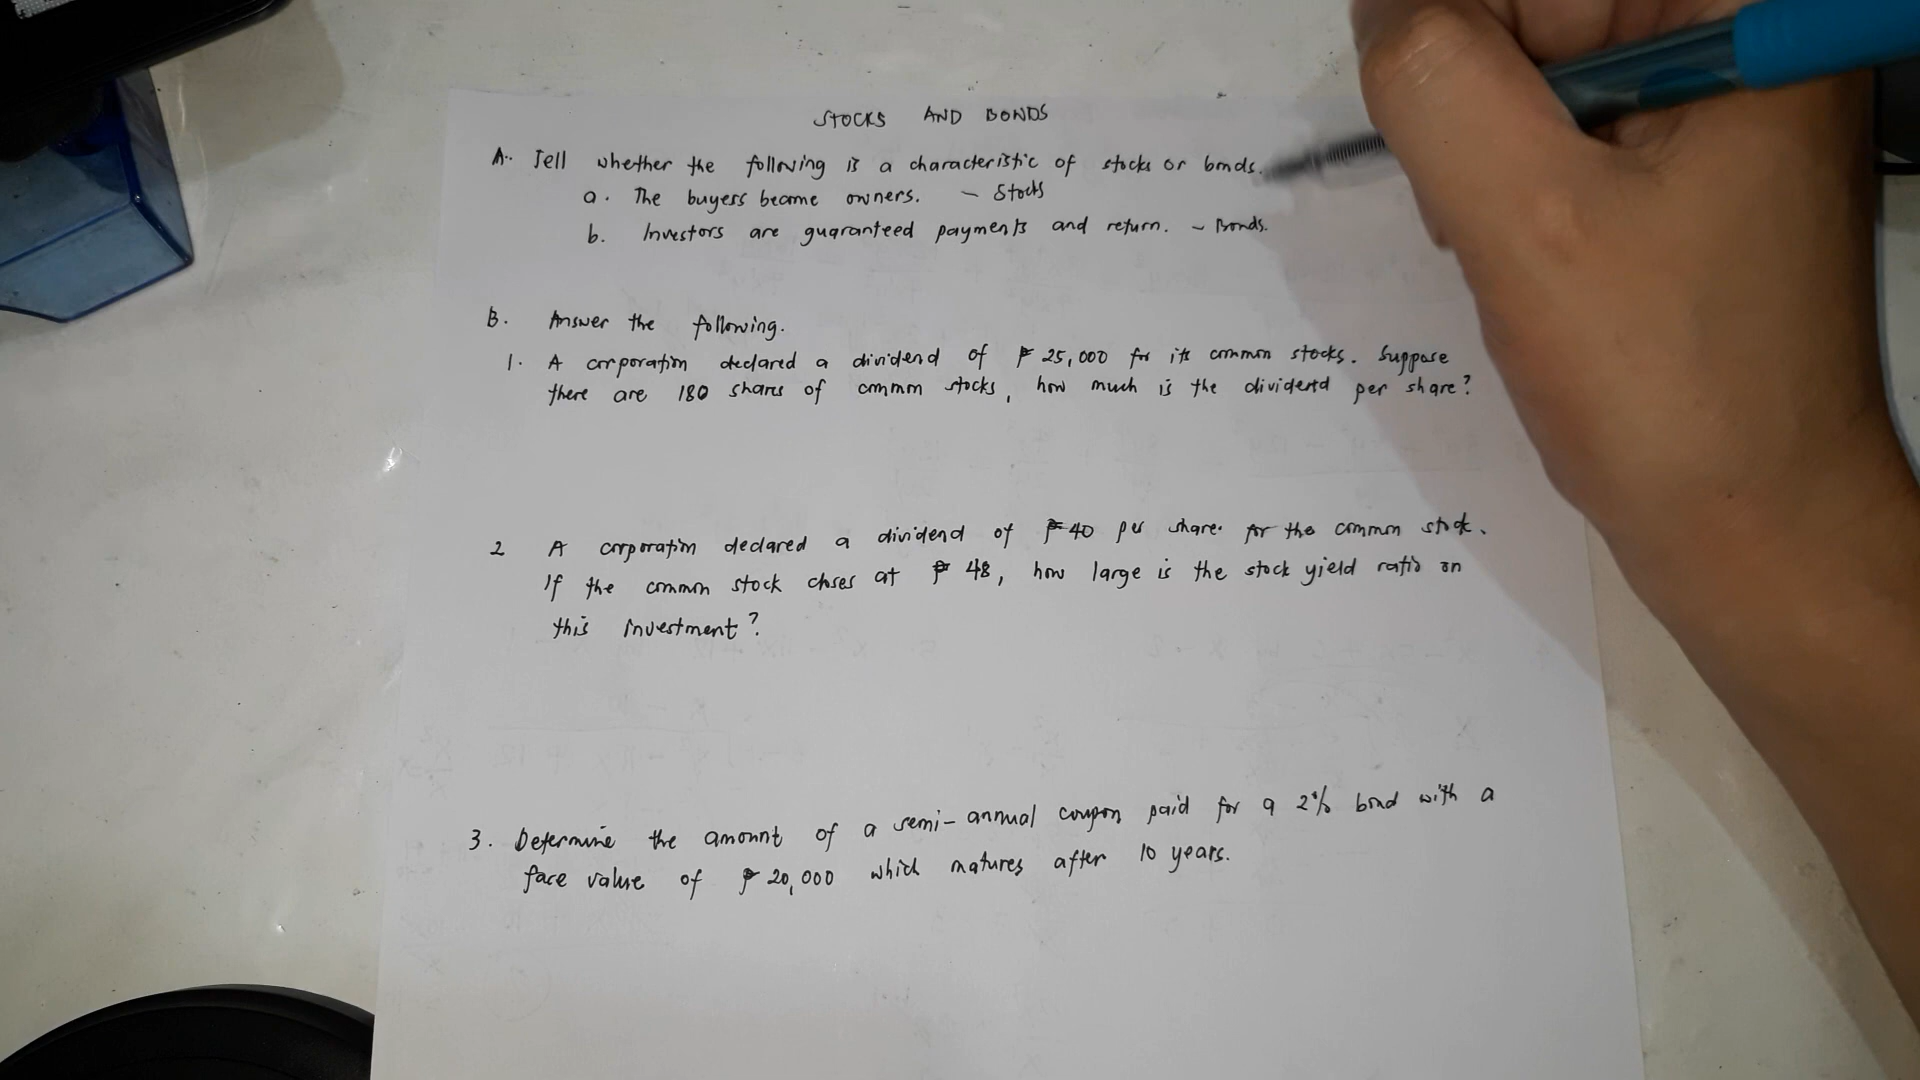 STOCKS AND BONDS
A. Tell whether the following is a characteristic of stocks or bonds.
a. The buyers become owners. - Stocks
b. Investors are guaranteed payments and return. - Bonds.
B. Answer the following.
1. A corporation declared a dividend of ₱ 25,000 for its common stocks. Suppose
there are 180 shares of common stocks, how much is the dividend per share?
2 A corporation declared a dividend of ₱40 per share for the common stock.
If the common stock closes at ₱ 48, how large is the stock yield ratio on
this investment?
3. Determine the amount of a semi-annual coupon paid for a 2% bond with a
face value of ₱ 20,000 which matures after 10 years.